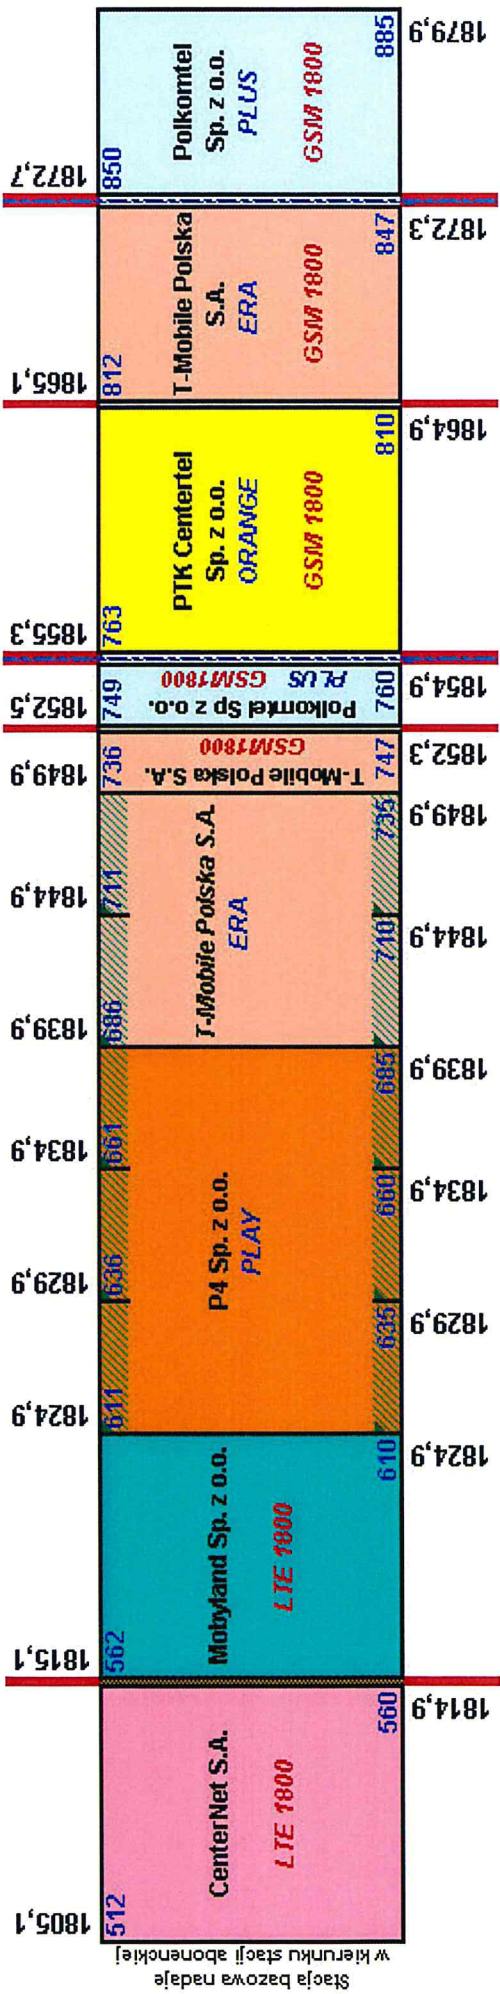 Stacja bazowa nadaje
w kierunku stacji abonenckiej
1805,1
512
CenterNet S.A.
LTE 1800
560
1814,9
1815,1
562
Mobyland Sp. z o.o.
LTE 1800
610
1824,9
1824,9
611
635
1829,9
1829,9
636
P4 Sp. z o.o.
PLAY
660
1834,9
1834,9
661
685
1839,9
1839,9
686
T-Mobile Polska S.A.
ERA
710
1844,9
1844,9
711
735
1849,9
1849,9
736
T-Mobile Polska S.A.
GSM1800
747
1852,3
1852,5
749
Polkomtel Sp z o.o.
PLUS GSM1800
760
1854,9
1855,3
763
PTK Centertel
Sp. z o.o.
ORANGE
GSM 1800
810
1864,9
1865,1
812
T-Mobile Polska
S.A.
ERA
GSM 1800
847
1872,3
1872,7
850
Polkomtel
Sp. z o.o.
PLUS
GSM 1800
885
1879,9